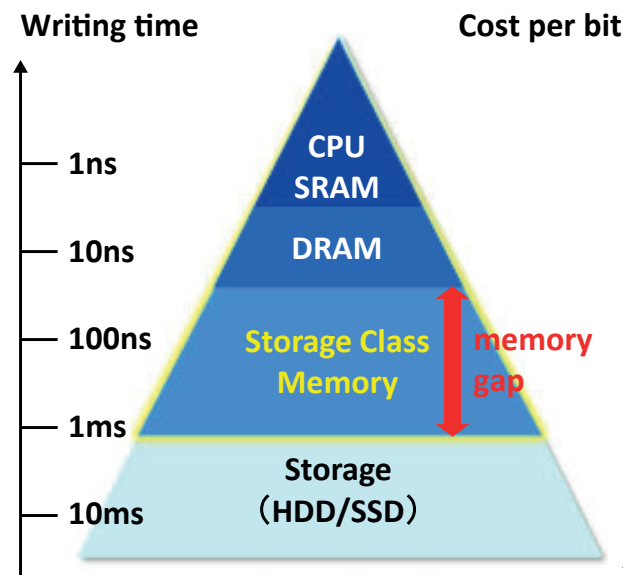 Writing time
Cost per bit
1ns
10ns
100ns
1ms
10ms
CPU
SRAM
DRAM
Storage Class
Memory
memory
gap
Storage
(HDD/SSD)